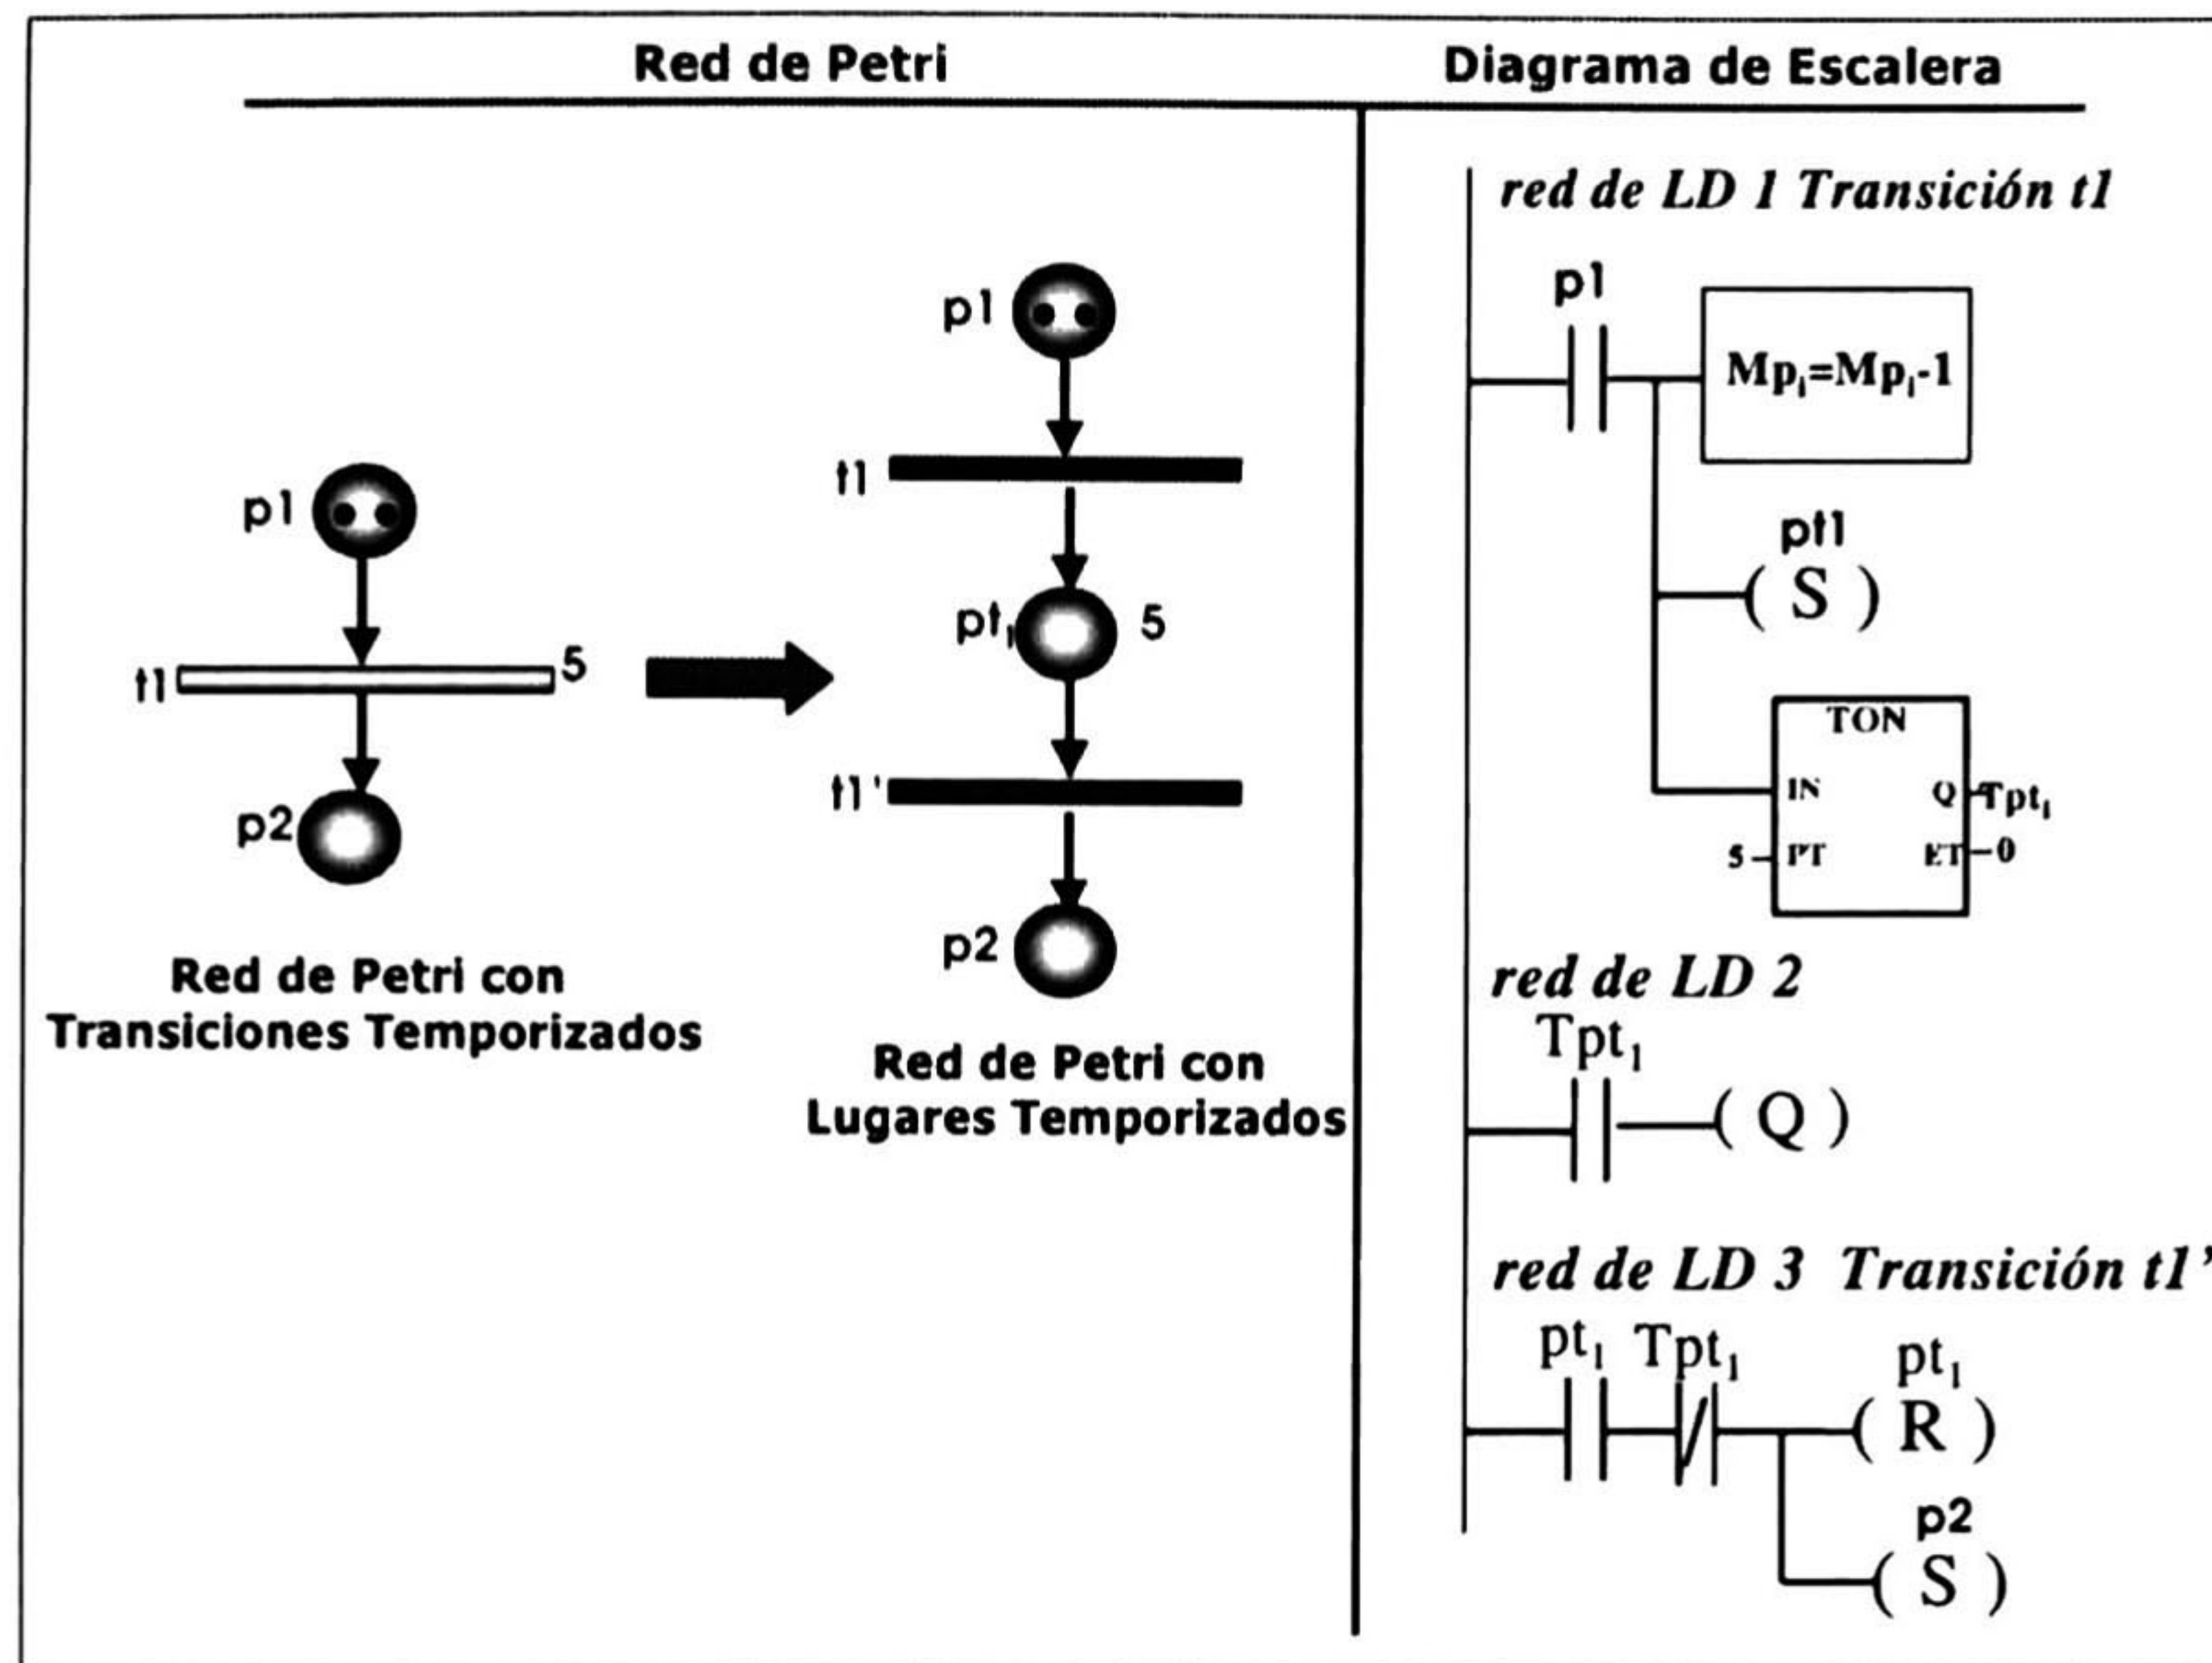 Red de Petri
Diagrama de Escalera
p1
t1
5
p2
Red de Petri con
Transiciones Temporizados
p1
t1
pt₁
5
t1'
p2
Red de Petri con
Lugares Temporizados
red de LD 1 Transición t1
p1
Mpᵢ=Mpᵢ-1
pt1
( S )
TON
IN
Q
Tpt₁
5
PT
ET
0
red de LD 2
Tpt₁
( Q )
red de LD 3 Transición t1’
pt₁ Tpt₁
pt₁
( R )
p2
( S )